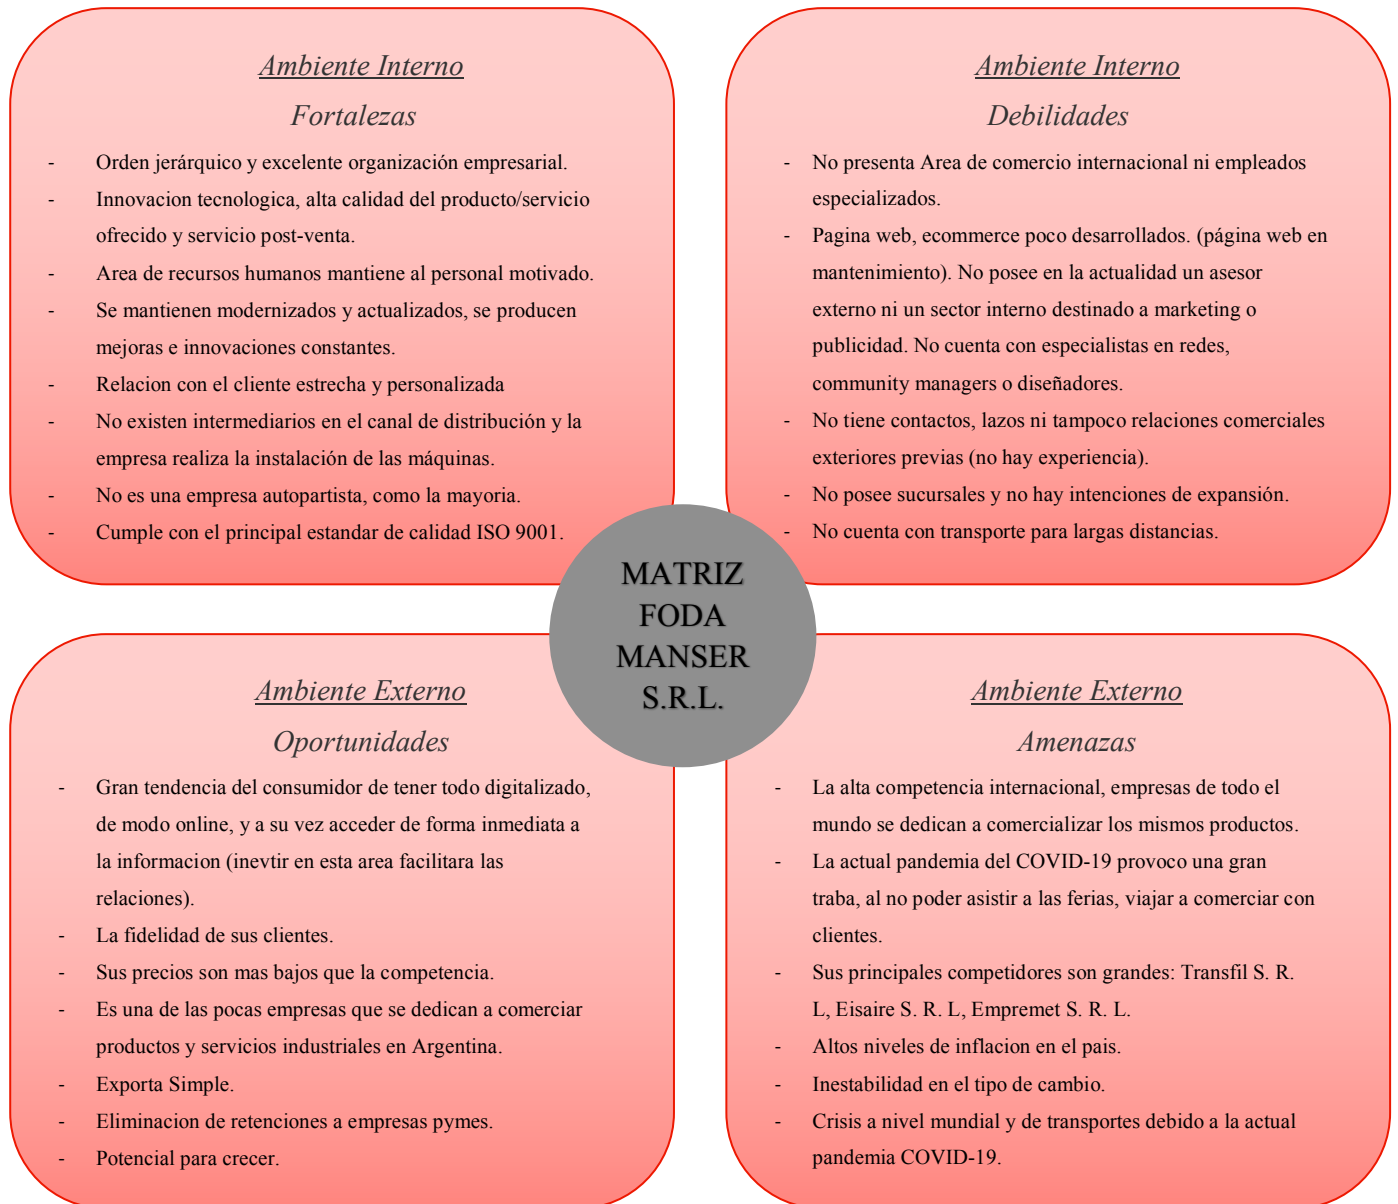 Ambiente Interno
Fortalezas
- Orden jerárquico y excelente organización empresarial.
- Innovacion tecnologica, alta calidad del producto/servicio
ofrecido y servicio post-venta.
- Area de recursos humanos mantiene al personal motivado.
- Se mantienen modernizados y actualizados, se producen
mejoras e innovaciones constantes.
- Relacion con el cliente estrecha y personalizada
- No existen intermediarios en el canal de distribución y la
empresa realiza la instalación de las máquinas.
- No es una empresa autopartista, como la mayoria.
- Cumple con el principal estandar de calidad ISO 9001.
Ambiente Interno
Debilidades
- No presenta Area de comercio internacional ni empleados
especializados.
- Pagina web, ecommerce poco desarrollados. (página web en
mantenimiento). No posee en la actualidad un asesor
externo ni un sector interno destinado a marketing o
publicidad. No cuenta con especialistas en redes,
community managers o diseñadores.
- No tiene contactos, lazos ni tampoco relaciones comerciales
exteriores previas (no hay experiencia).
- No posee sucursales y no hay intenciones de expansión.
- No cuenta con transporte para largas distancias.
MATRIZ
FODA
MANSER
S.R.L.
Ambiente Externo
Oportunidades
- Gran tendencia del consumidor de tener todo digitalizado,
de modo online, y a su vez acceder de forma inmediata a
la informacion (inevtir en esta area facilitara las
relaciones).
- La fidelidad de sus clientes.
- Sus precios son mas bajos que la competencia.
- Es una de las pocas empresas que se dedican a comerciar
productos y servicios industriales en Argentina.
- Exporta Simple.
- Eliminacion de retenciones a empresas pymes.
- Potencial para crecer.
Ambiente Externo
Amenazas
- La alta competencia internacional, empresas de todo el
mundo se dedican a comercializar los mismos productos.
- La actual pandemia del COVID-19 provoco una gran
traba, al no poder asistir a las ferias, viajar a comerciar con
clientes.
- Sus principales competidores son grandes: Transfil S. R.
L, Eisaire S. R. L, Empremet S. R. L.
- Altos niveles de inflacion en el pais.
- Inestabilidad en el tipo de cambio.
- Crisis a nivel mundial y de transportes debido a la actual
pandemia COVID-19.